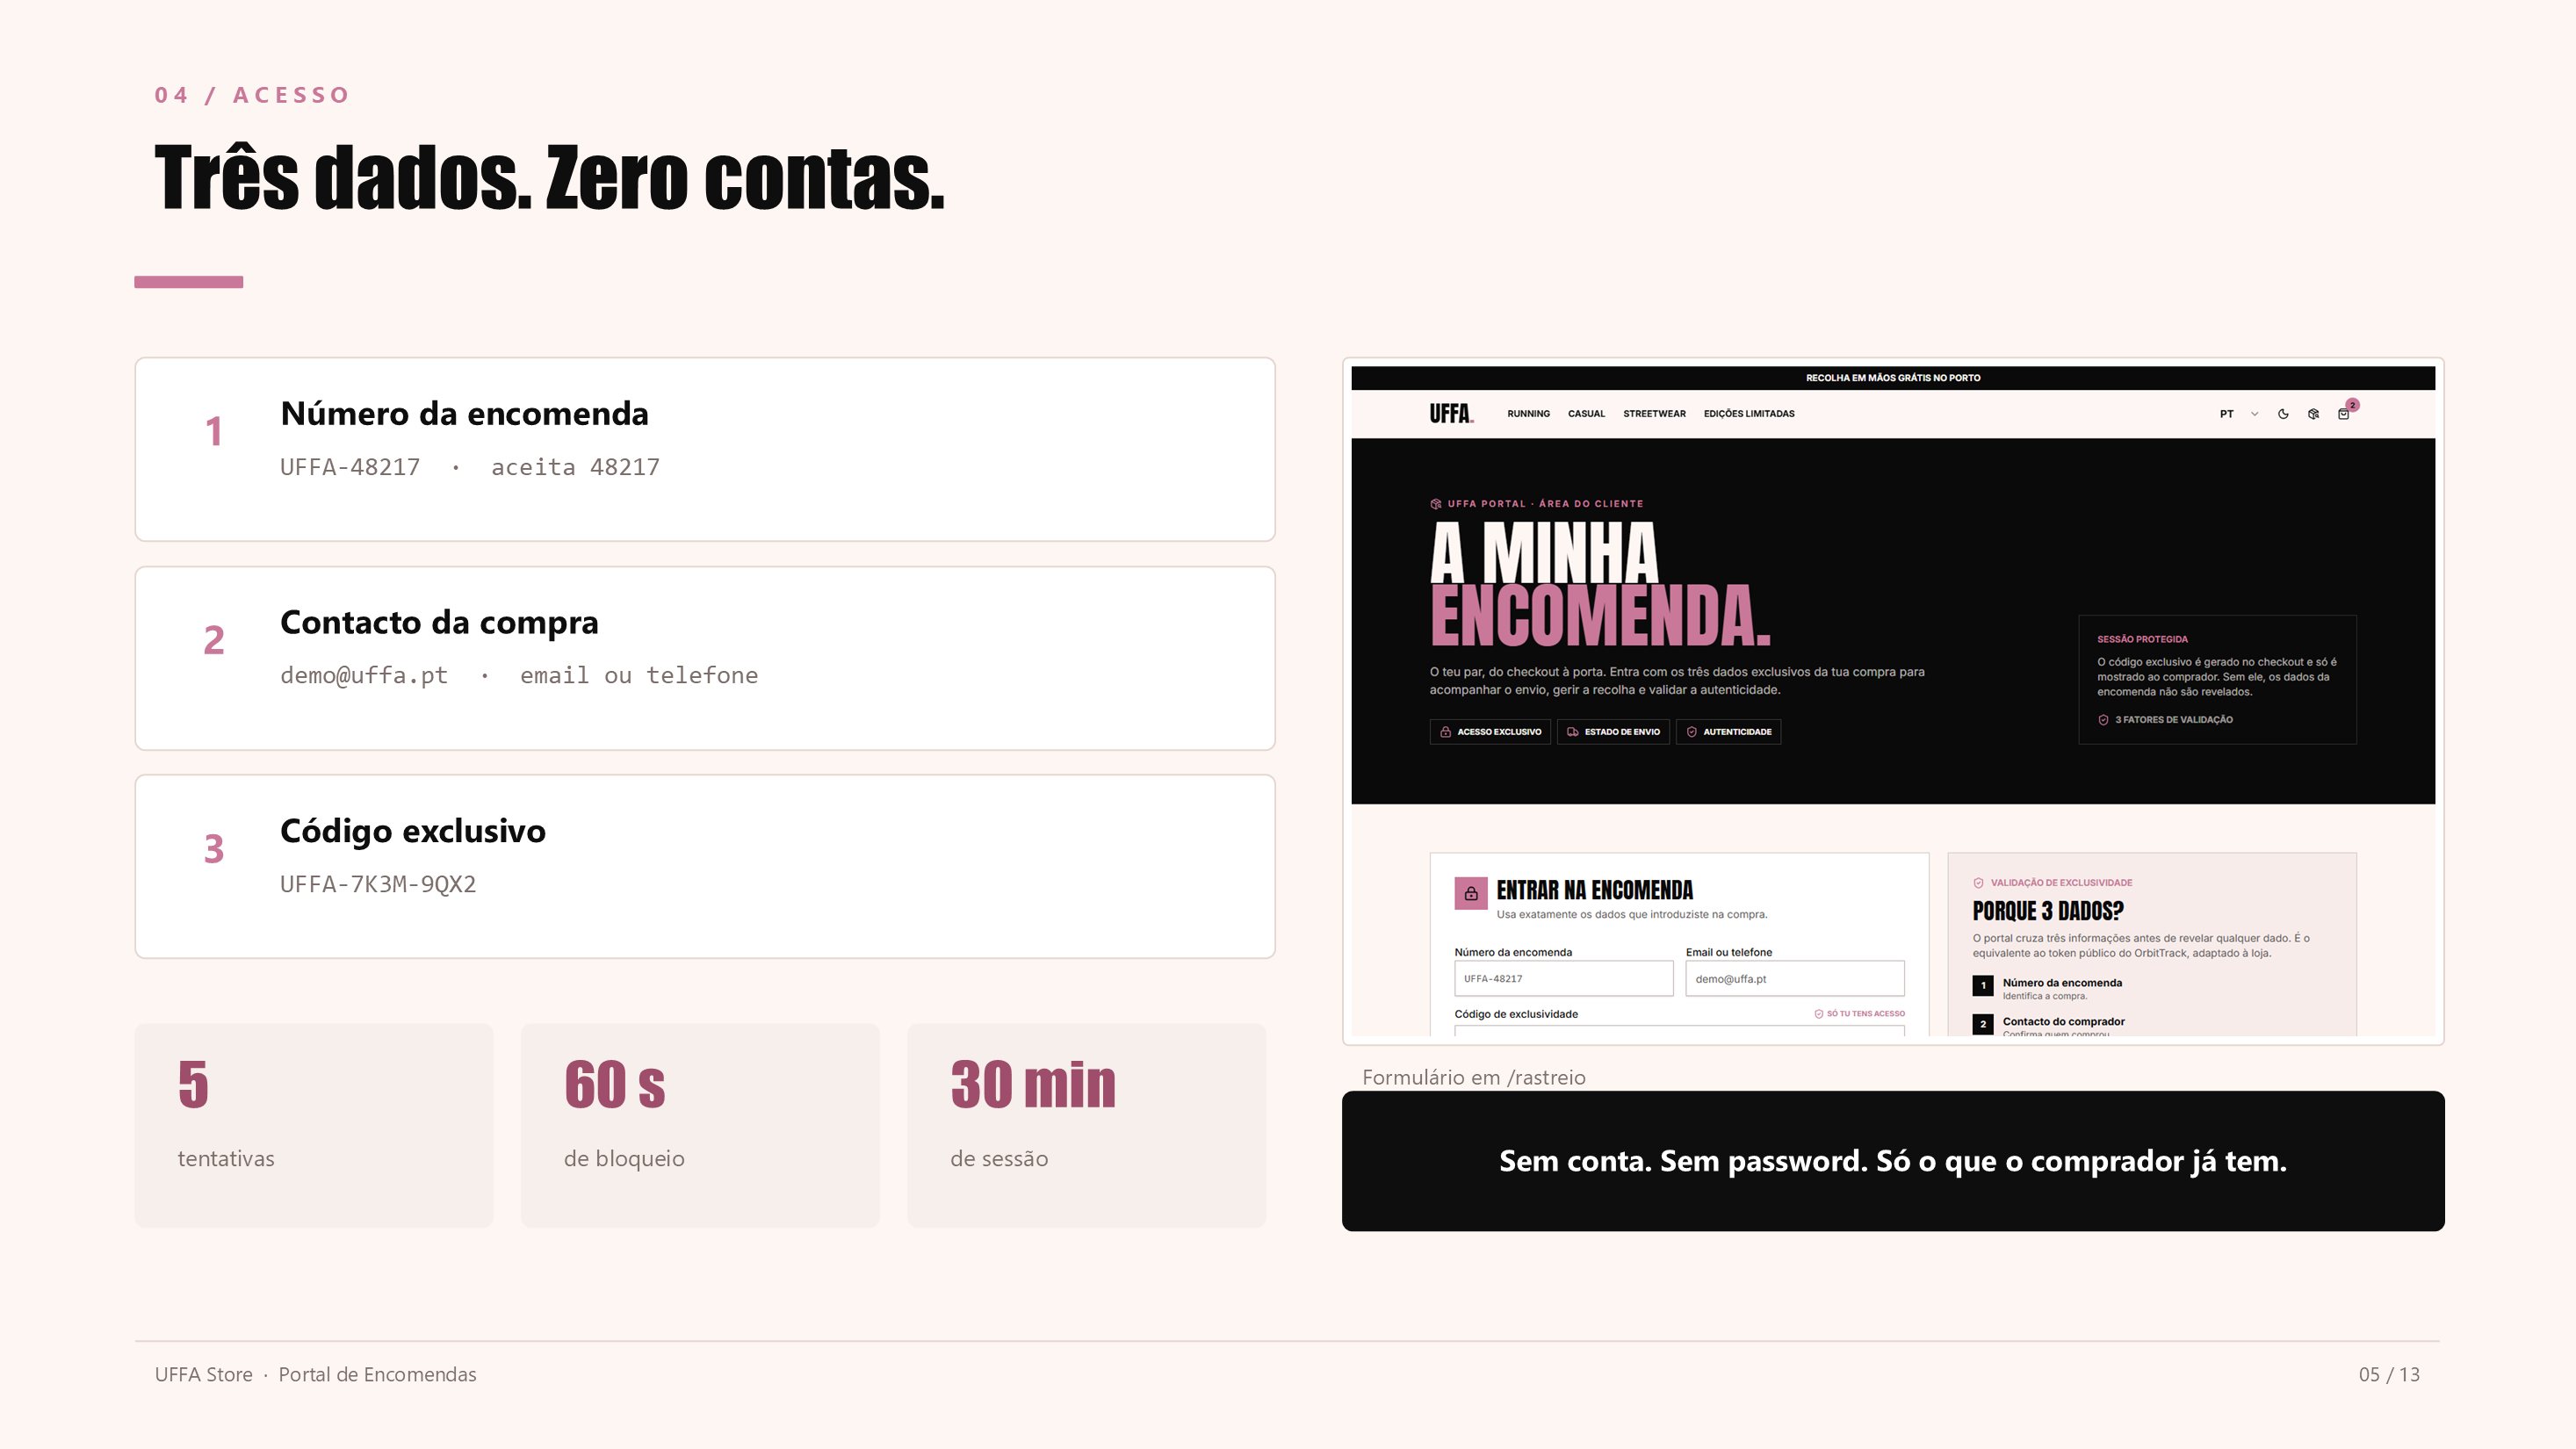 04 / ACESSO
Três dados. Zero contas.
1
Número da encomenda
UFFA-48217 · aceita 48217
2
Contacto da compra
demo@uffa.pt · email ou telefone
3
Código exclusivo
UFFA-7K3M-9QX2
5
tentativas
60 s
de bloqueio
30 min
de sessão
RECOLHA EM MÃOS GRÁTIS NO PORTO
UFFA.
RUNNING CASUAL STREETWEAR EDIÇÕES LIMITADAS
PT
2
UFFA PORTAL · ÁREA DO CLIENTE
A MINHA
ENCOMENDA.
O teu par, do checkout à porta. Entra com os três dados exclusivos da tua compra para
acompanhar o envio, gerir a recolha e validar a autenticidade.
ACESSO EXCLUSIVO
ESTADO DE ENVIO
AUTENTICIDADE
SESSÃO PROTEGIDA
O código exclusivo é gerado no checkout e só é
mostrado ao comprador. Sem ele, os dados da
encomenda não são revelados.
3 FATORES DE VALIDAÇÃO
ENTRAR NA ENCOMENDA
Usa exatamente os dados que introduziste na compra.
Número da encomenda
UFFA-48217
Email ou telefone
demo@uffa.pt
Código de exclusividade
SÓ TU TENS ACESSO
VALIDAÇÃO DE EXCLUSIVIDADE
PORQUE 3 DADOS?
O portal cruza três informações antes de revelar qualquer dado. É o
equivalente ao token público do OrbitTrack, adaptado à loja.
1
Número da encomenda
Identifica a compra.
2
Contacto do comprador
Confirma quem comprou
Formulário em /rastreio
Sem conta. Sem password. Só o que o comprador já tem.
UFFA Store · Portal de Encomendas
05 / 13